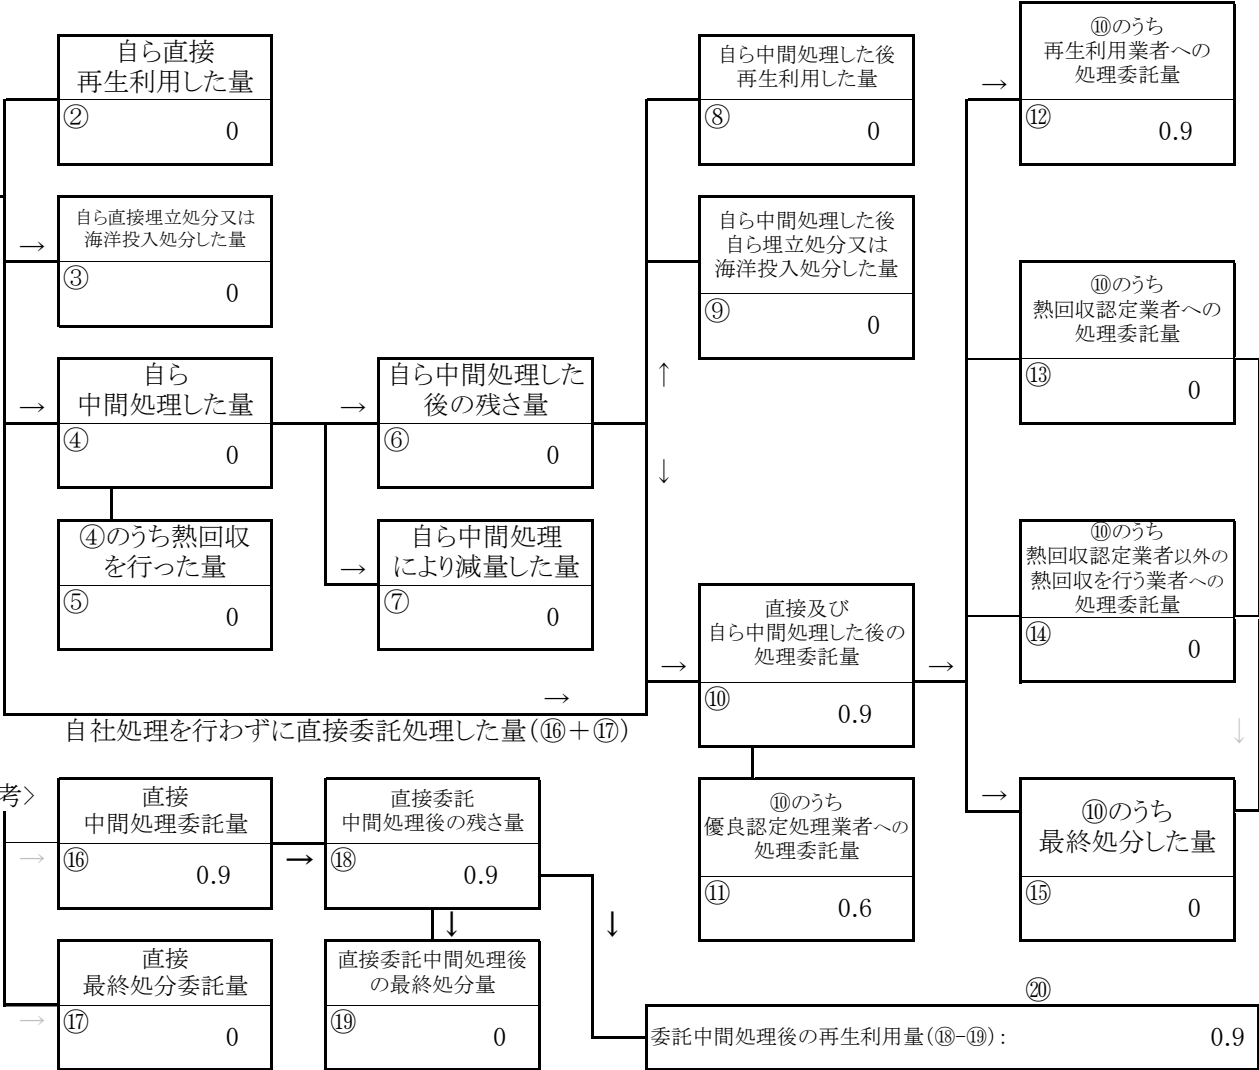 自ら直接
再生利用した量
②
0
自ら直接埋立処分又は
海洋投入処分した量
→
③
0
自ら
中間処理した量
→
④
0
④のうち熱回収
を行った量
⑤
0
→
自ら中間処理した
後の残さ量
⑥
0
自ら中間処理
により減量した量
→
⑦
0
自ら中間処理した後
再生利用した量
⑧
0
自ら中間処理した後
自ら埋立処分又は
海洋投入処分した量
⑨
0
↑
↓
→
直接及び
自ら中間処理した後の
処理委託量
⑩
0.9
→
⑩のうち
優良認定処理業者への
処理委託量
⑪
0.6
→
⑩のうち
再生利用業者への
処理委託量
⑫
0.9
⑩のうち
熱回収認定業者への
処理委託量
⑬
0
⑩のうち
熱回収認定業者以外の
熱回収を行う業者への
処理委託量
⑭
0
↓
→
⑩のうち
最終処分した量
⑮
0
→
自社処理を行わずに直接委託処理した量(⑯+⑰)
考>
直接
中間処理委託量
→
⑯
0.9
→
直接委託
中間処理後の残さ量
⑱
0.9
↓
↓
直接
最終処分委託量
→
⑰
0
直接委託中間処理後
の最終処分量
⑲
0
⑳
委託中間処理後の再生利用量(⑱-⑲):
0.9